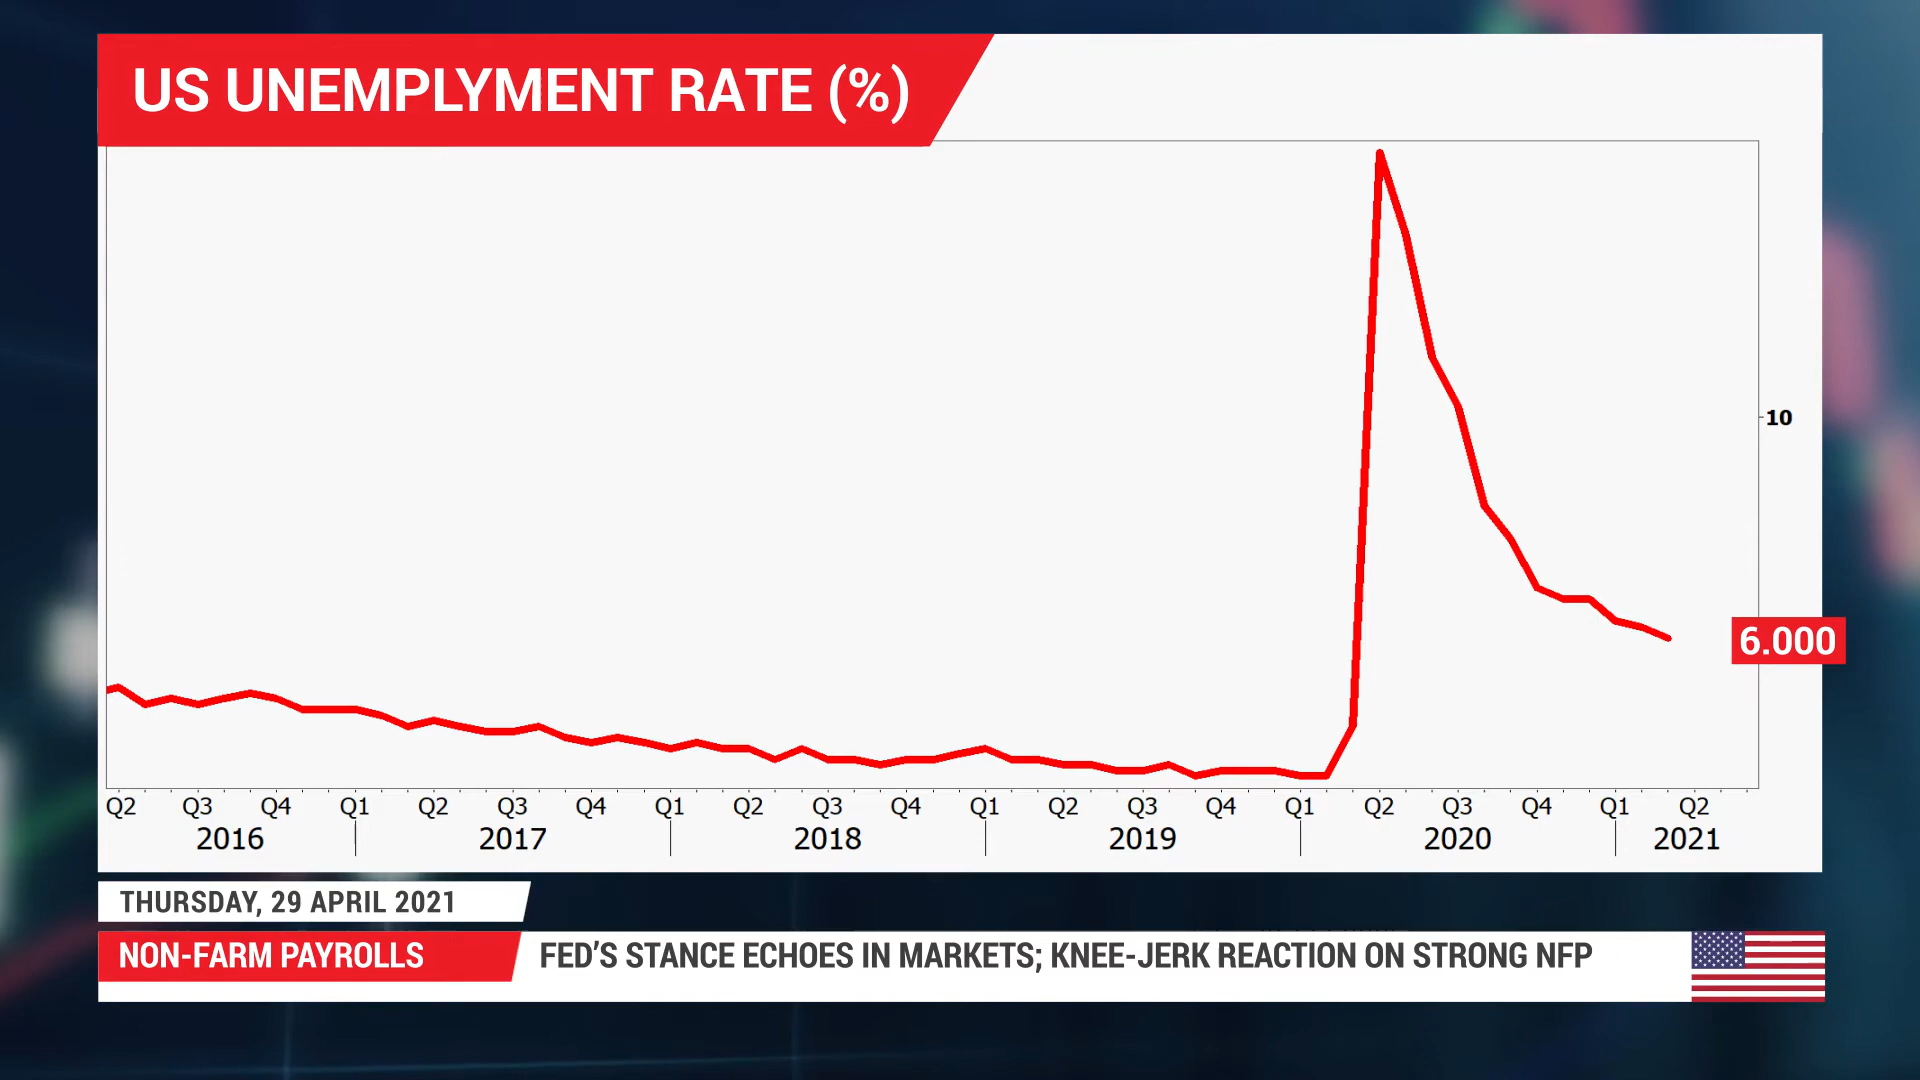 US UNEMPLYMENT RATE (%)
10
6.000
Q2 Q3 Q4 Q1 Q2 Q3 Q4 Q1 Q2 Q3 Q4 Q1 Q2 Q3 Q4 Q1 Q2 Q3 Q4 Q1 Q2
2016 2017 2018 2019 2020 2021
THURSDAY, 29 APRIL 2021
NON-FARM PAYROLLS
FED’S STANCE ECHOES IN MARKETS; KNEE-JERK REACTION ON STRONG NFP